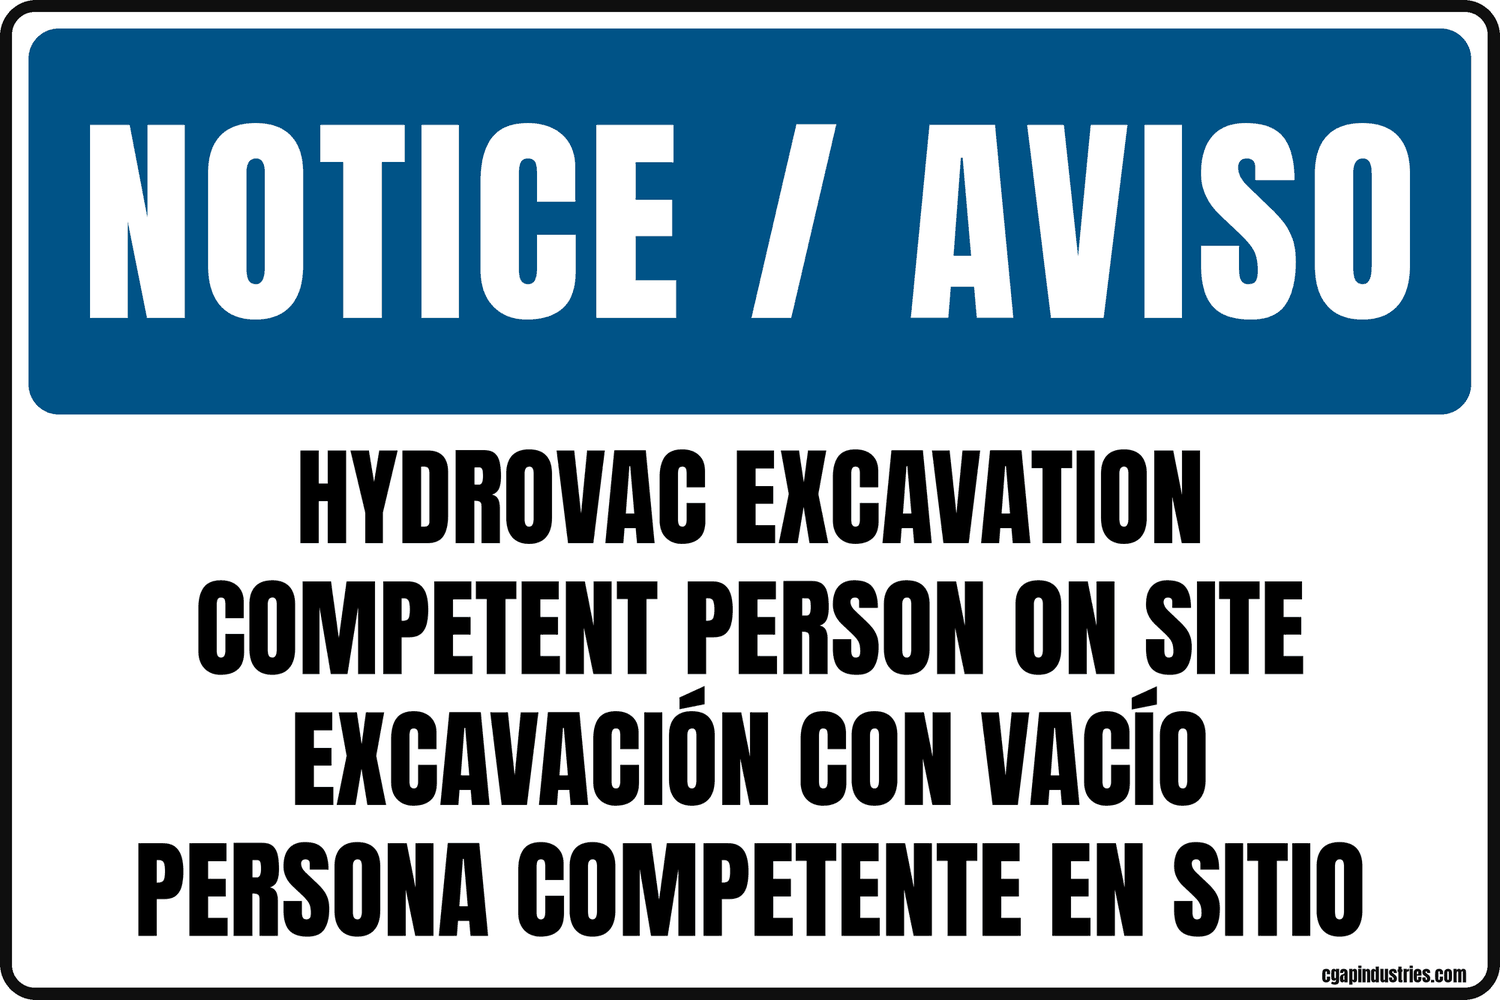 NOTICE / AVISO
HYDROVAC EXCAVATION
COMPETENT PERSON ON SITE
EXCAVACIÓN CON VACÍO
PERSONA COMPETENTE EN SITIO
cgapindustries.com